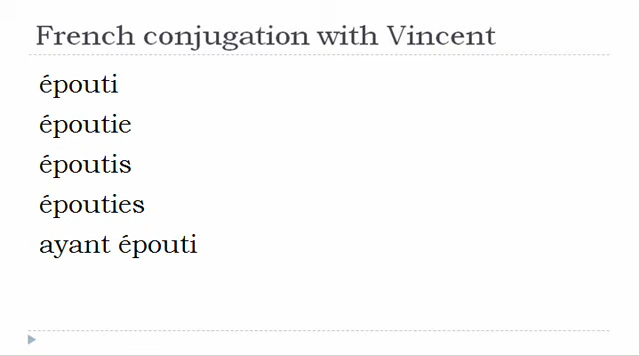 French conjugation with Vincent
épouti
époutie
époutis
épouties
ayant épouti